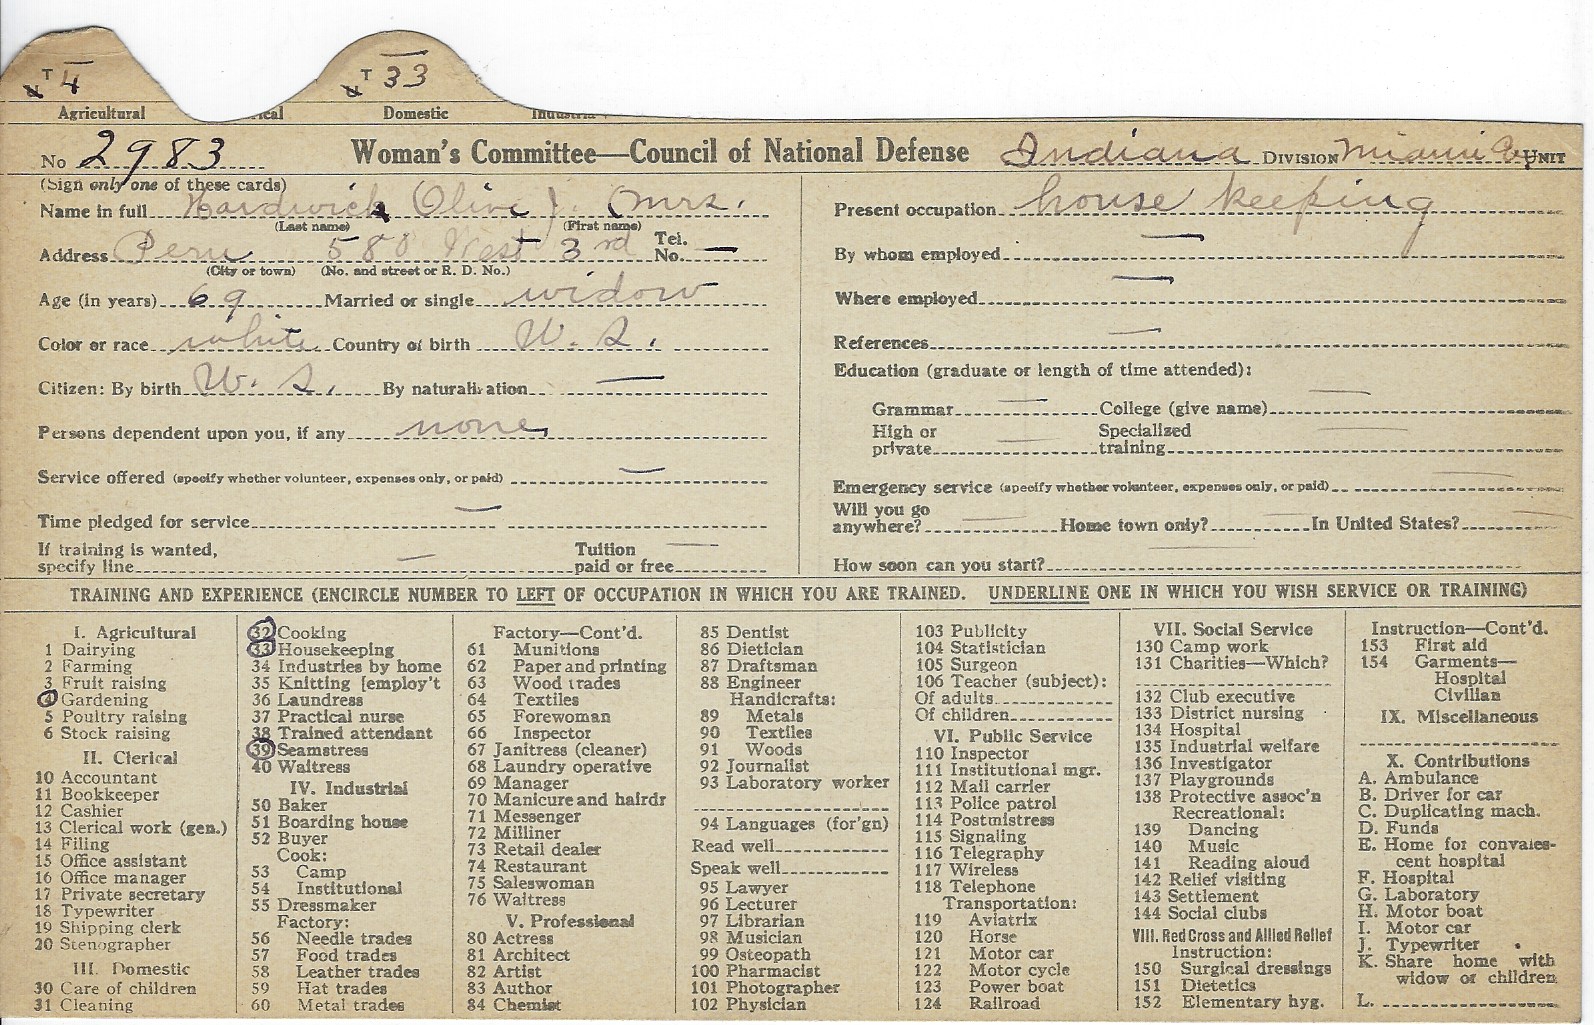 T 4 T 33
Agricultural ical Domestic Industria
No 2983 Woman's Committee—Council of National Defense Indiana DIVISION Miami Co. UNIT
(Sign only one of these cards)
Name in full Hardwick Olive J. (Mrs.
(Last name) (First name)
Address Peru 580 West 3rd Tel. No. —
(City or town) (No. and street or R. D. No.)
Age (in years) 69 Married or single widow
Color or race white Country of birth U. S.
Citizen: By birth U. S. By naturalization —
Persons dependent upon you, if any none
Service offered (specify whether volunteer, expenses only, or paid) —
Time pledged for service —
If training is wanted,
specify line — Tuition paid or free —
Present occupation house keeping
By whom employed —
Where employed —
References —
Education (graduate or length of time attended):
Grammar — College (give name) —
High or private — Specialized training —
Emergency service (specify whether volunteer, expenses only, or paid) —
Will you go anywhere? — Home town only? — In United States? —
How soon can you start? —
TRAINING AND EXPERIENCE (ENCIRCLE NUMBER TO LEFT OF OCCUPATION IN WHICH YOU ARE TRAINED. UNDERLINE ONE IN WHICH YOU WISH SERVICE OR TRAINING)
I. Agricultural
1 Dairying
2 Farming
3 Fruit raising
4 Gardening
5 Poultry raising
6 Stock raising
II. Clerical
10 Accountant
11 Bookkeeper
12 Cashier
13 Clerical work (gen.)
14 Filing
15 Office assistant
16 Office manager
17 Private secretary
18 Typewriter
19 Shipping clerk
20 Stenographer
III. Domestic
30 Care of children
31 Cleaning
32 Cooking
33 Housekeeping
34 Industries by home
35 Knitting [employ't
36 Laundress
37 Practical nurse
38 Trained attendant
39 Seamstress
40 Waitress
IV. Industrial
50 Baker
51 Boarding house
52 Buyer
Cook:
53 Camp
54 Institutional
55 Dressmaker
Factory:
56 Needle trades
57 Food trades
58 Leather trades
59 Hat trades
60 Metal trades
Factory—Cont'd.
61 Munitions
62 Paper and printing
63 Wood trades
64 Textiles
65 Forewoman
66 Inspector
67 Janitress (cleaner)
68 Laundry operative
69 Manager
70 Manicure and hairdr
71 Messenger
72 Milliner
73 Retail dealer
74 Restaurant
75 Saleswoman
76 Waitress
V. Professional
80 Actress
81 Architect
82 Artist
83 Author
84 Chemist
85 Dentist
86 Dietician
87 Draftsman
88 Engineer
Handicrafts:
89 Metals
90 Textiles
91 Woods
92 Journalist
93 Laboratory worker
94 Languages (for'gn)
Read well
Speak well
95 Lawyer
96 Lecturer
97 Librarian
98 Musician
99 Osteopath
100 Pharmacist
101 Photographer
102 Physician
103 Publicity
104 Statistician
105 Surgeon
106 Teacher (subject):
Of adults
Of children
VI. Public Service
110 Inspector
111 Institutional mgr.
112 Mail carrier
113 Police patrol
114 Postmistress
115 Signaling
116 Telegraphy
117 Wireless
118 Telephone
Transportation:
119 Aviatrix
120 Horse
121 Motor car
122 Motor cycle
123 Power boat
124 Railroad
VII. Social Service
130 Camp work
131 Charities—Which?
132 Club executive
133 District nursing
134 Hospital
135 Industrial welfare
136 Investigator
137 Playgrounds
138 Protective assoc'n
Recreational:
139 Dancing
140 Music
141 Reading aloud
142 Relief visiting
143 Settlement
144 Social clubs
VIII. Red Cross and Allied Relief
Instruction:
150 Surgical dressings
151 Dietetics
152 Elementary hyg.
Instruction—Cont'd.
153 First aid
154 Garments—
Hospital
Civilian
IX. Miscellaneous
X. Contributions
A. Ambulance
B. Driver for car
C. Duplicating mach.
D. Funds
E. Home for convales-
cent hospital
F. Hospital
G. Laboratory
H. Motor boat
I. Motor car
J. Typewriter
K. Share home with
widow or children
L.